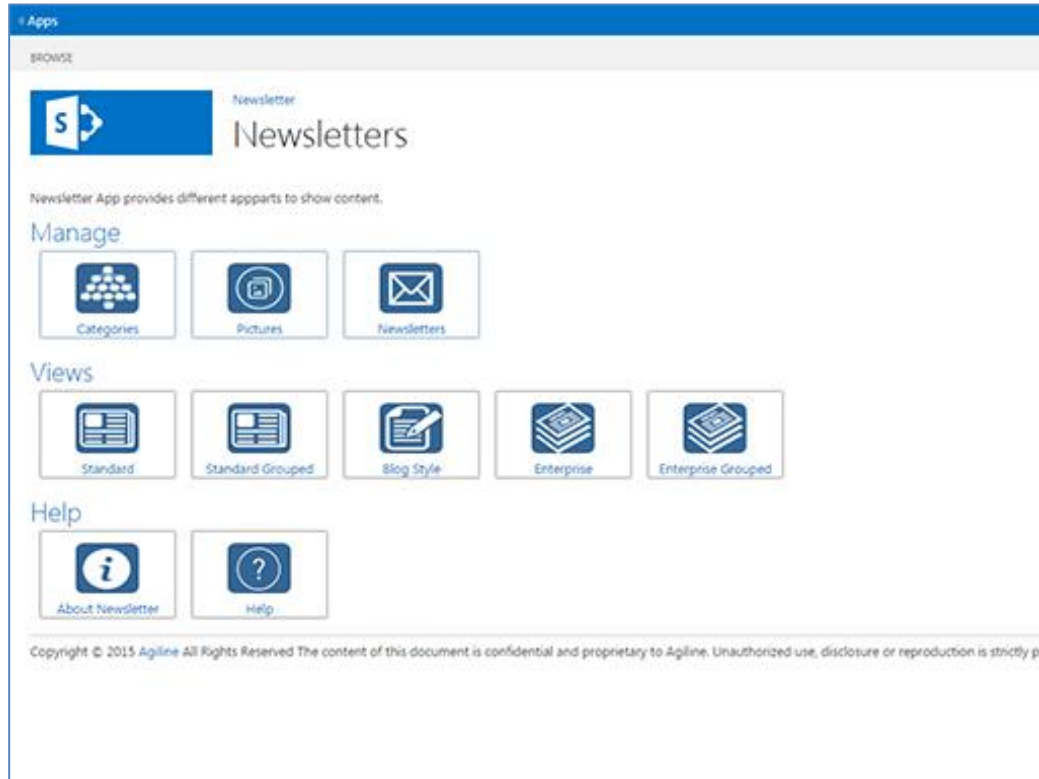 Apps
BROWSE
S
Newsletter
Newsletters
Newsletter App provides different appparts to show content.
Manage
Categories Pictures Newsletters
Views
Standard Standard Grouped Blog Style Enterprise Enterprise Grouped
Help
i ?
About Newsletter Help
Copyright © 2015 Agiline All Rights Reserved The content of this document is confidential and proprietary to Agiline. Unauthorized use, disclosure or reproduction is strictly p